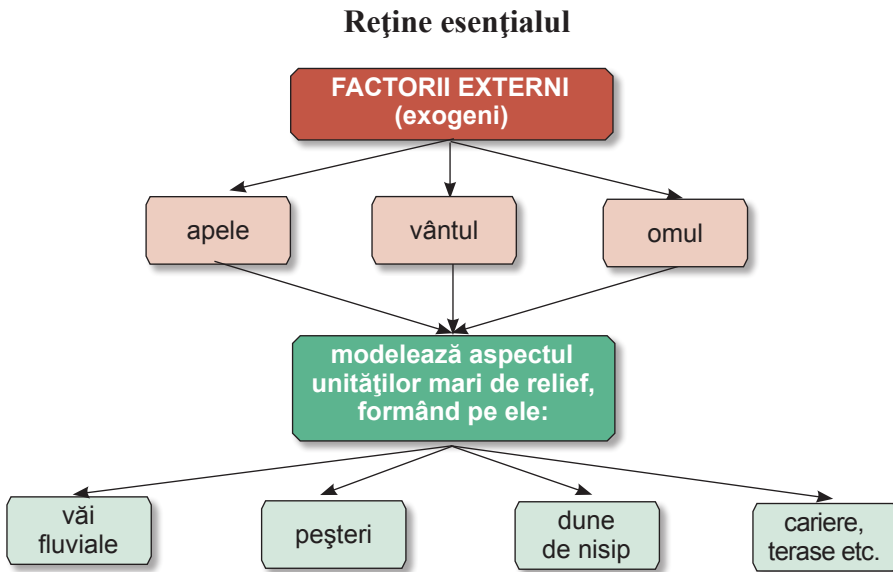 Reţine esenţialul
FACTORII EXTERNI
(exogeni)
apele
vântul
omul
modelează aspectul
unităţilor mari de relief,
formând pe ele:
văi
fluviale
peşteri
dune
de nisip
cariere,
terase etc.